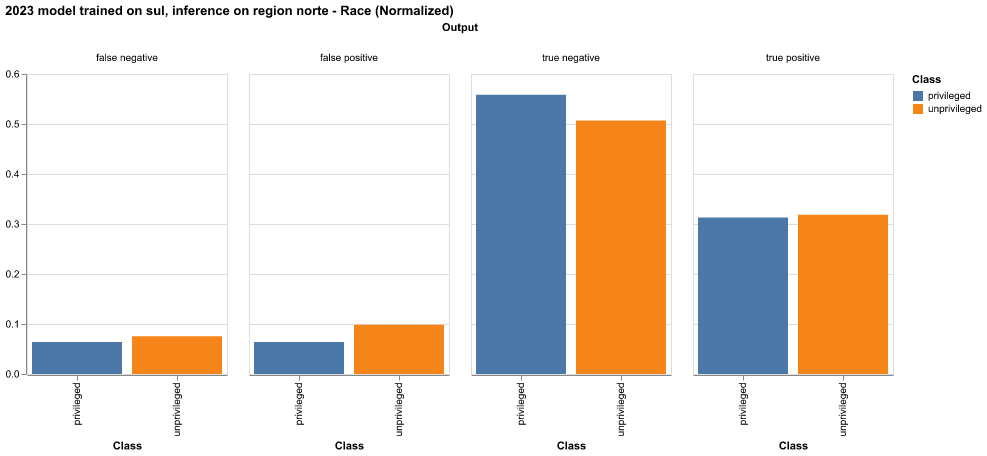 2023 model trained on sul, inference on region norte - Race (Normalized)
Output
false negative
false positive
true negative
true positive
Class
privileged
unprivileged
0.6
0.5
0.4
0.3
0.2
0.1
0.0
privileged
unprivileged
privileged
unprivileged
privileged
unprivileged
privileged
unprivileged
Class
Class
Class
Class